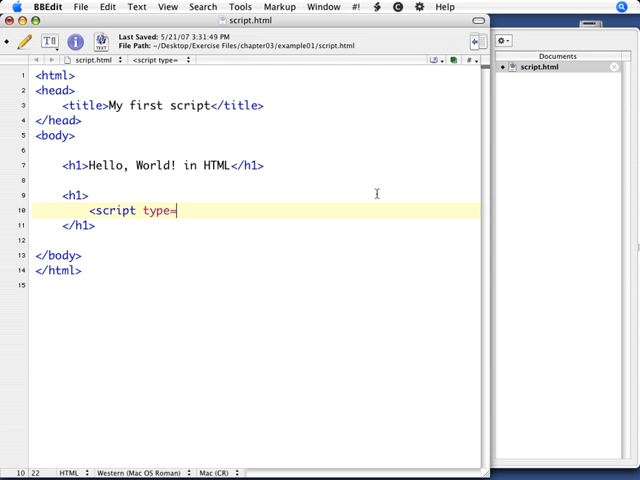 BBEdit File Edit Text View Search Tools Markup Window #! Help
script.html
Last Saved: 5/21/07 3:31:49 PM
File Path: ~/Desktop/Exercise Files/chapter03/example01/script.html
TEXT
script.html <script type=
#
Documents
script.html
1 <html>
2 <head>
3 <title>My first script</title>
4 </head>
5 <body>
6
7 <h1>Hello, World! in HTML</h1>
8
9 <h1>
10 <script type=
11 </h1>
12
13 </body>
14 </html>
15
10 22 HTML Western (Mac OS Roman) Mac (CR)